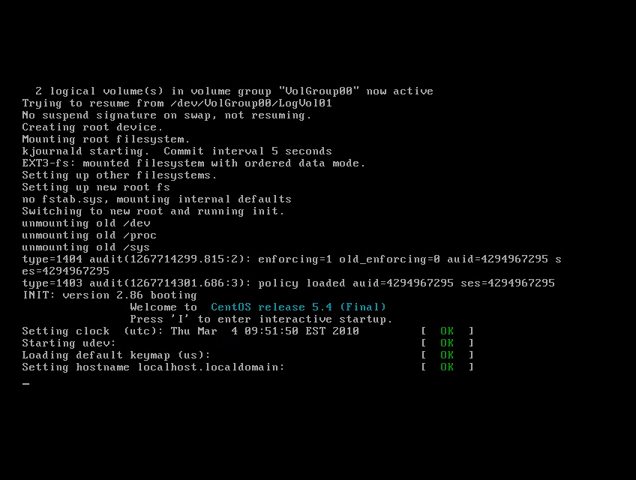 2 logical volume(s) in volume group "VolGroup00" now active
Trying to resume from /dev/VolGroup00/LogVol01
No suspend signature on swap, not resuming.
Creating root device.
Mounting root filesystem.
kjournald starting.  Commit interval 5 seconds
EXT3-fs: mounted filesystem with ordered data mode.
Setting up other filesystems.
Setting up new root fs
no fstab.sys, mounting internal defaults
Switching to new root and running init.
unmounting old /dev
unmounting old /proc
unmounting old /sys
type=1404 audit(1267714299.815:2): enforcing=1 old_enforcing=0 auid=4294967295 s
es=4294967295
type=1403 audit(1267714301.686:3): policy loaded auid=4294967295 ses=4294967295
INIT: version 2.86 booting
Welcome to  CentOS release 5.4 (Final)
Press 'I' to enter interactive startup.
Setting clock  (utc): Thu Mar  4 09:51:50 EST 2010 [  OK  ]
Starting udev: [  OK  ]
Loading default keymap (us): [  OK  ]
Setting hostname localhost.localdomain: [  OK  ]